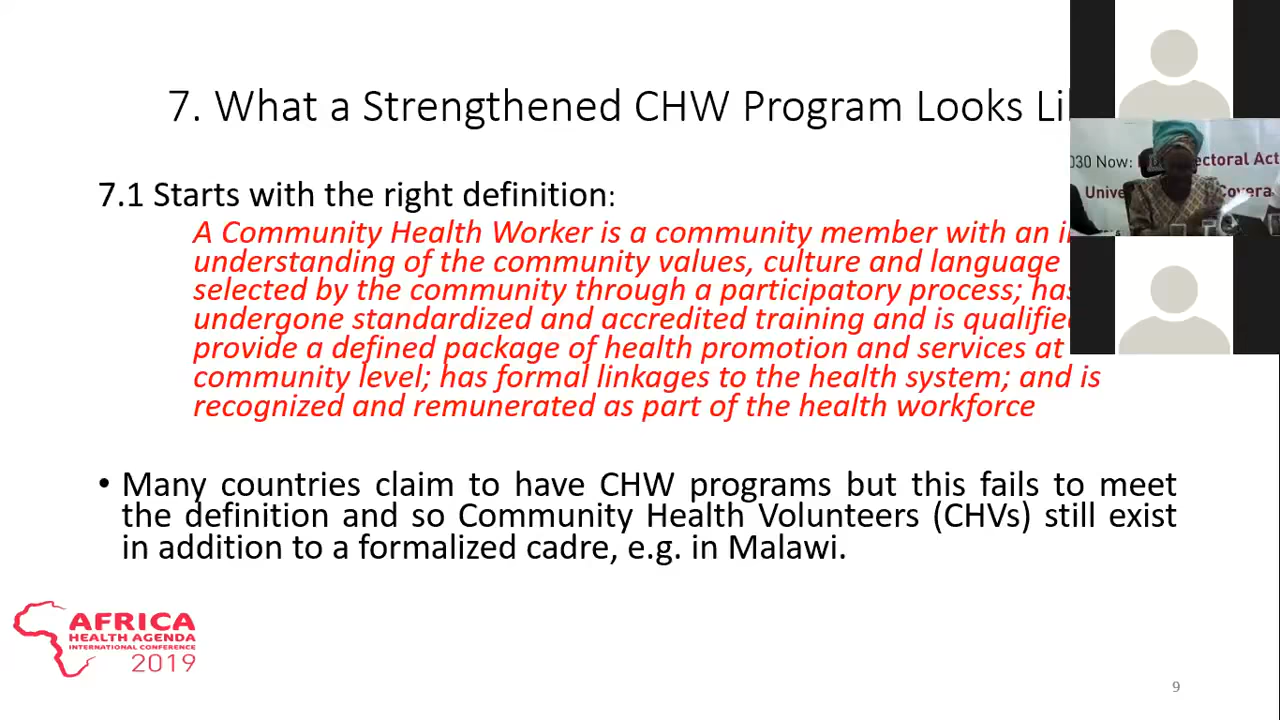 7. What a Strengthened CHW Program Looks
7.1 Starts with the right definition:
A Community Health Worker is a community member with an
understanding of the community values, culture and language
selected by the community through a participatory process; has
undergone standardized and accredited training and is qualified
provide a defined package of health promotion and services at
community level; has formal linkages to the health system; and is
recognized and remunerated as part of the health workforce
• Many countries claim to have CHW programs but this fails to meet
the definition and so Community Health Volunteers (CHVs) still exist
in addition to a formalized cadre, e.g. in Malawi.
030 Now:
AFRICA
HEALTH AGENDA
INTERNATIONAL CONFERENCE
2019
9